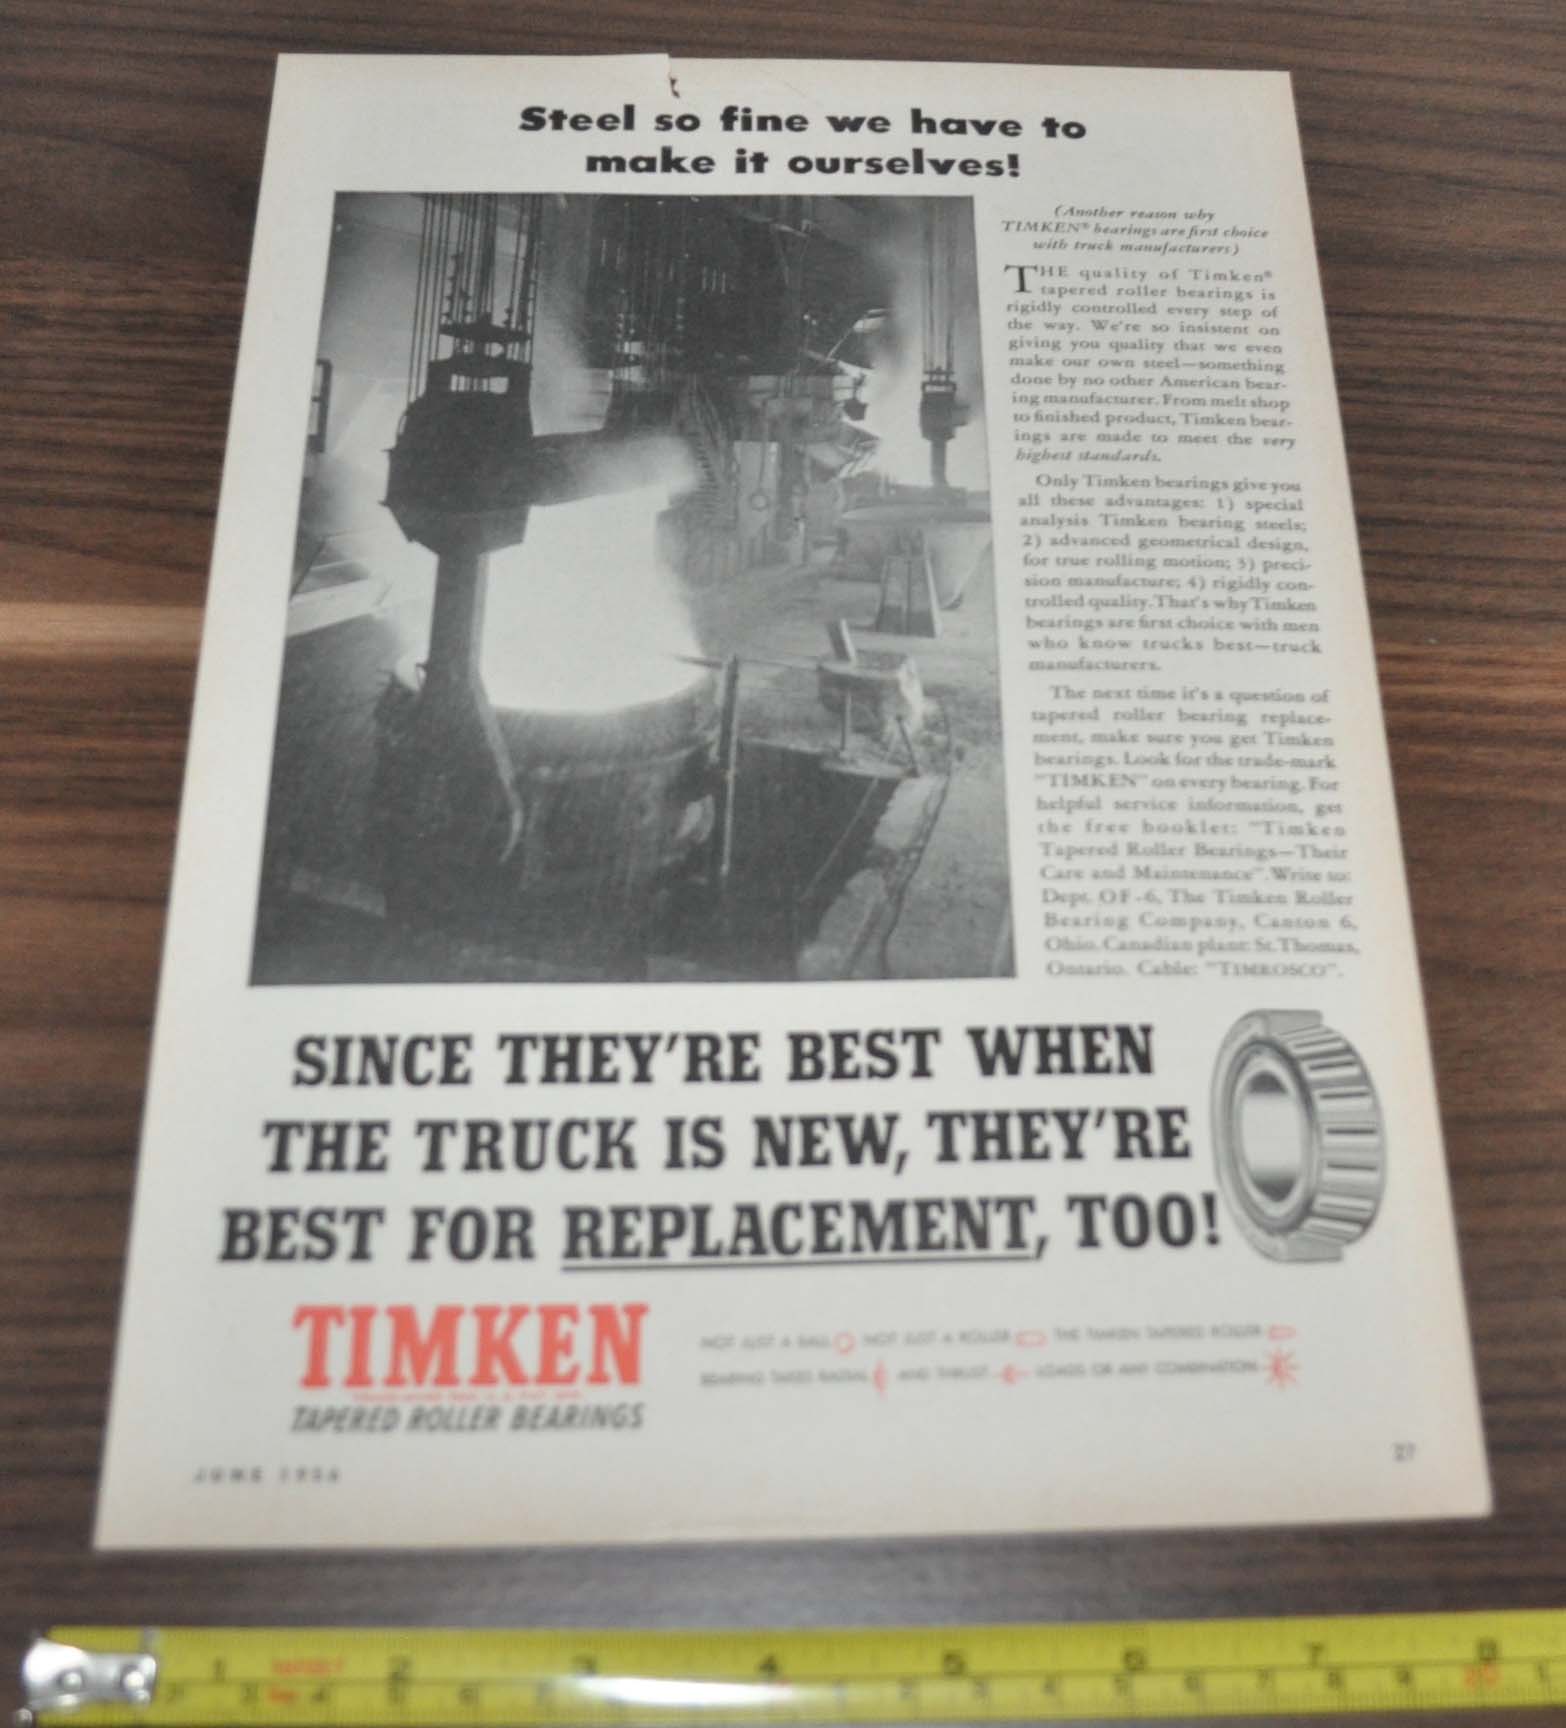 Steel so fine we have to
make it ourselves!
(Another reason why
TIMKEN® bearings are first choice
with truck manufacturers)
THE quality of Timken®
tapered roller bearings is
rigidly controlled every step of
the way. We're so insistent on
giving you quality that we even
make our own steel—something
done by no other American bear-
ing manufacturer. From melt shop
to finished product, Timken bear-
ings are made to meet the very
highest standards.
Only Timken bearings give you
all these advantages: 1) special
analysis Timken bearing steels;
2) advanced geometrical design,
for true rolling motion; 3) preci-
sion manufacture; 4) rigidly con-
trolled quality. That's why Timken
bearings are first choice with men
who know trucks best—truck
manufacturers.
The next time it's a question of
tapered roller bearing replace-
ment, make sure you get Timken
bearings. Look for the trade-mark
"TIMKEN" on every bearing. For
helpful service information, get
the free booklet: "Timken
Tapered Roller Bearings—Their
Care and Maintenance". Write to:
Dept. OF-6, The Timken Roller
Bearing Company, Canton 6,
Ohio. Canadian plant: St. Thomas,
Ontario. Cable: "TIMROSCO".
SINCE THEY'RE BEST WHEN
THE TRUCK IS NEW, THEY'RE
BEST FOR REPLACEMENT, TOO!
TIMKEN
TAPERED ROLLER BEARINGS
NOT JUST A BALL NOT JUST A ROLLER THE TIMKEN TAPERED ROLLER
BEARING TAKES RADIAL AND THRUST LOADS OR ANY COMBINATION
JUNE 1956
27
1 2 3 4 5 6 7 8